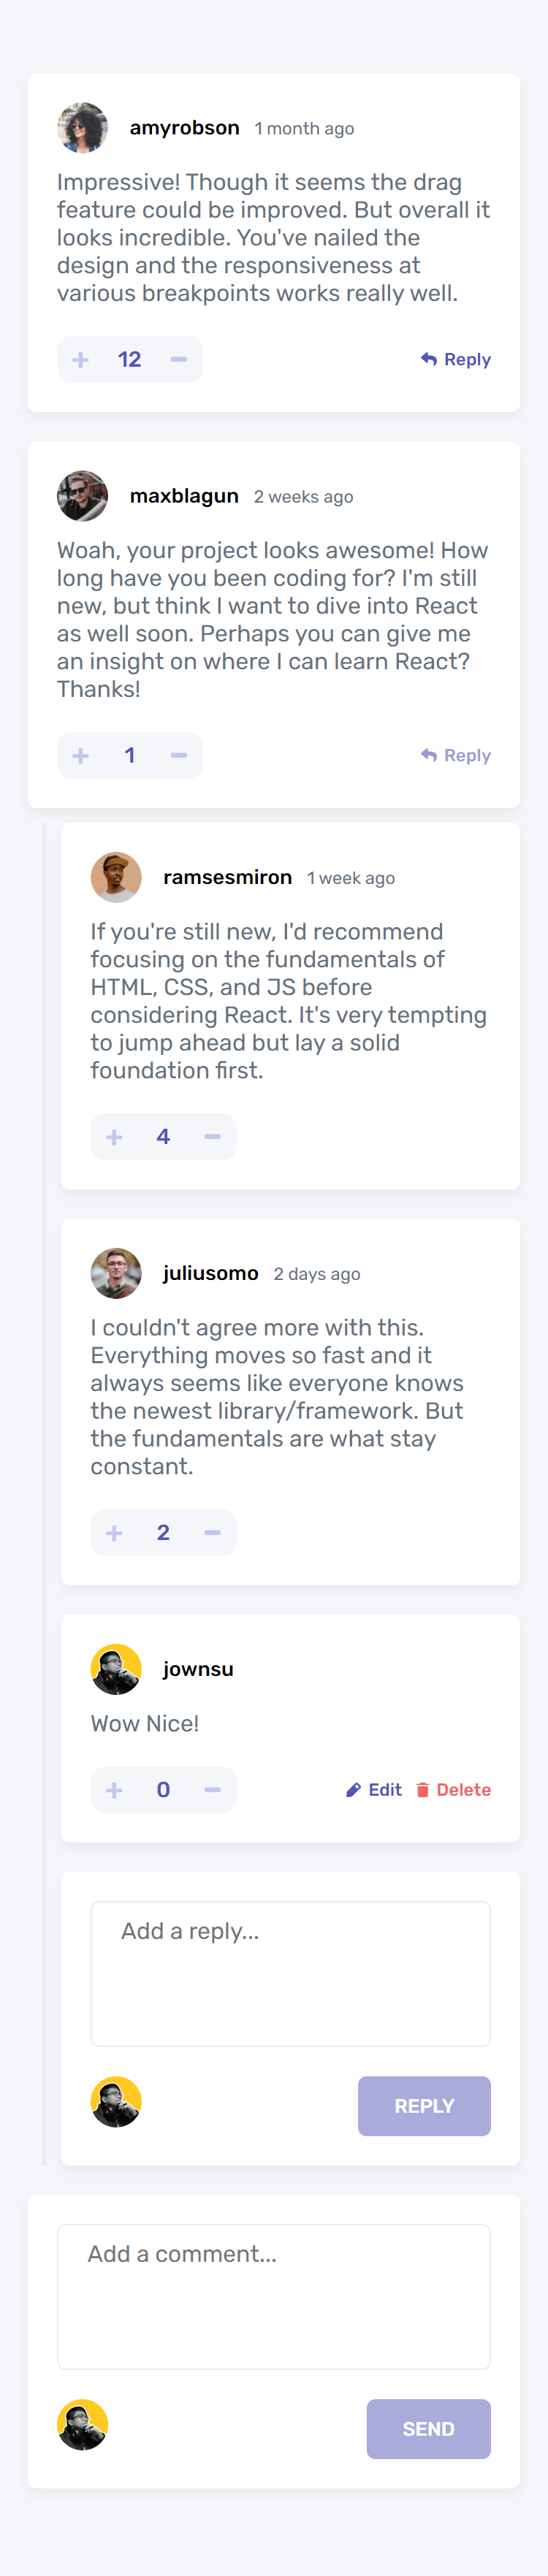 amyrobson 1 month ago
Impressive! Though it seems the drag
feature could be improved. But overall it
looks incredible. You've nailed the
design and the responsiveness at
various breakpoints works really well.
+ 12 −
Reply
maxblagun 2 weeks ago
Woah, your project looks awesome! How
long have you been coding for? I'm still
new, but think I want to dive into React
as well soon. Perhaps you can give me
an insight on where I can learn React?
Thanks!
+ 1 −
Reply
ramsesmiron 1 week ago
If you're still new, I'd recommend
focusing on the fundamentals of
HTML, CSS, and JS before
considering React. It's very tempting
to jump ahead but lay a solid
foundation first.
+ 4 −
juliusomo 2 days ago
I couldn't agree more with this.
Everything moves so fast and it
always seems like everyone knows
the newest library/framework. But
the fundamentals are what stay
constant.
+ 2 −
jownsu
Wow Nice!
+ 0 −
Edit Delete
Add a reply...
REPLY
Add a comment...
SEND